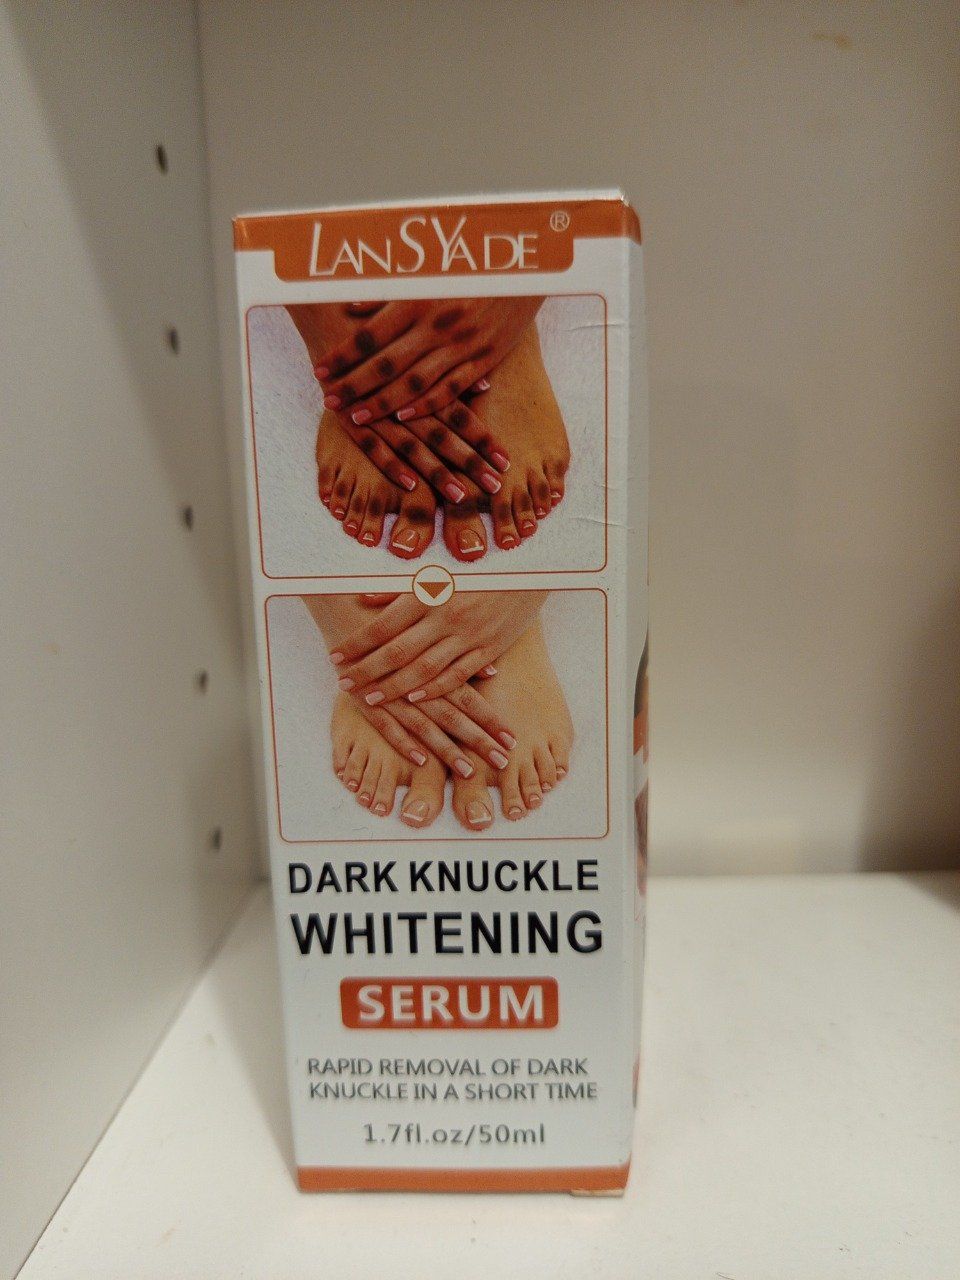 LANSYADE®
DARK KNUCKLE
WHITENING
SERUM
RAPID REMOVAL OF DARK
KNUCKLE IN A SHORT TIME
1.7fl.oz/50ml